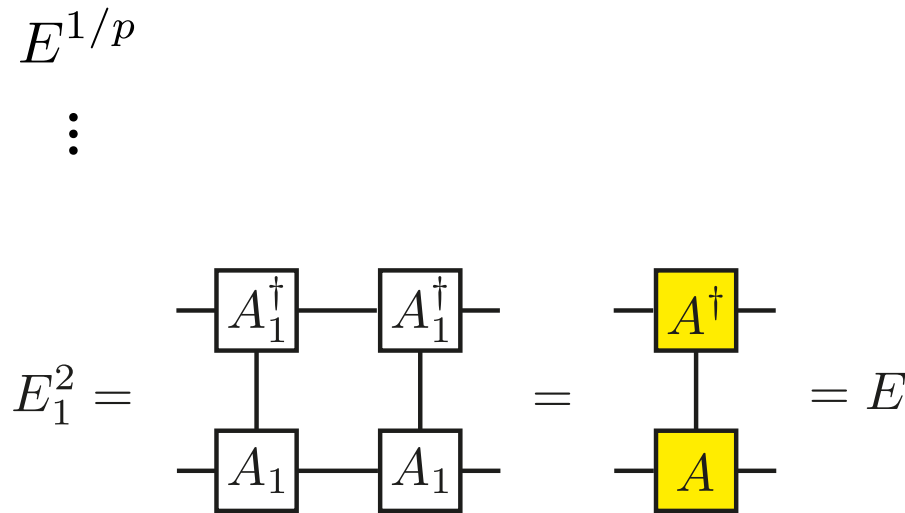 E^{1/p}
⋮
A_1^† A_1^† A^†
E_1^2 = = = E
A_1 A_1 A